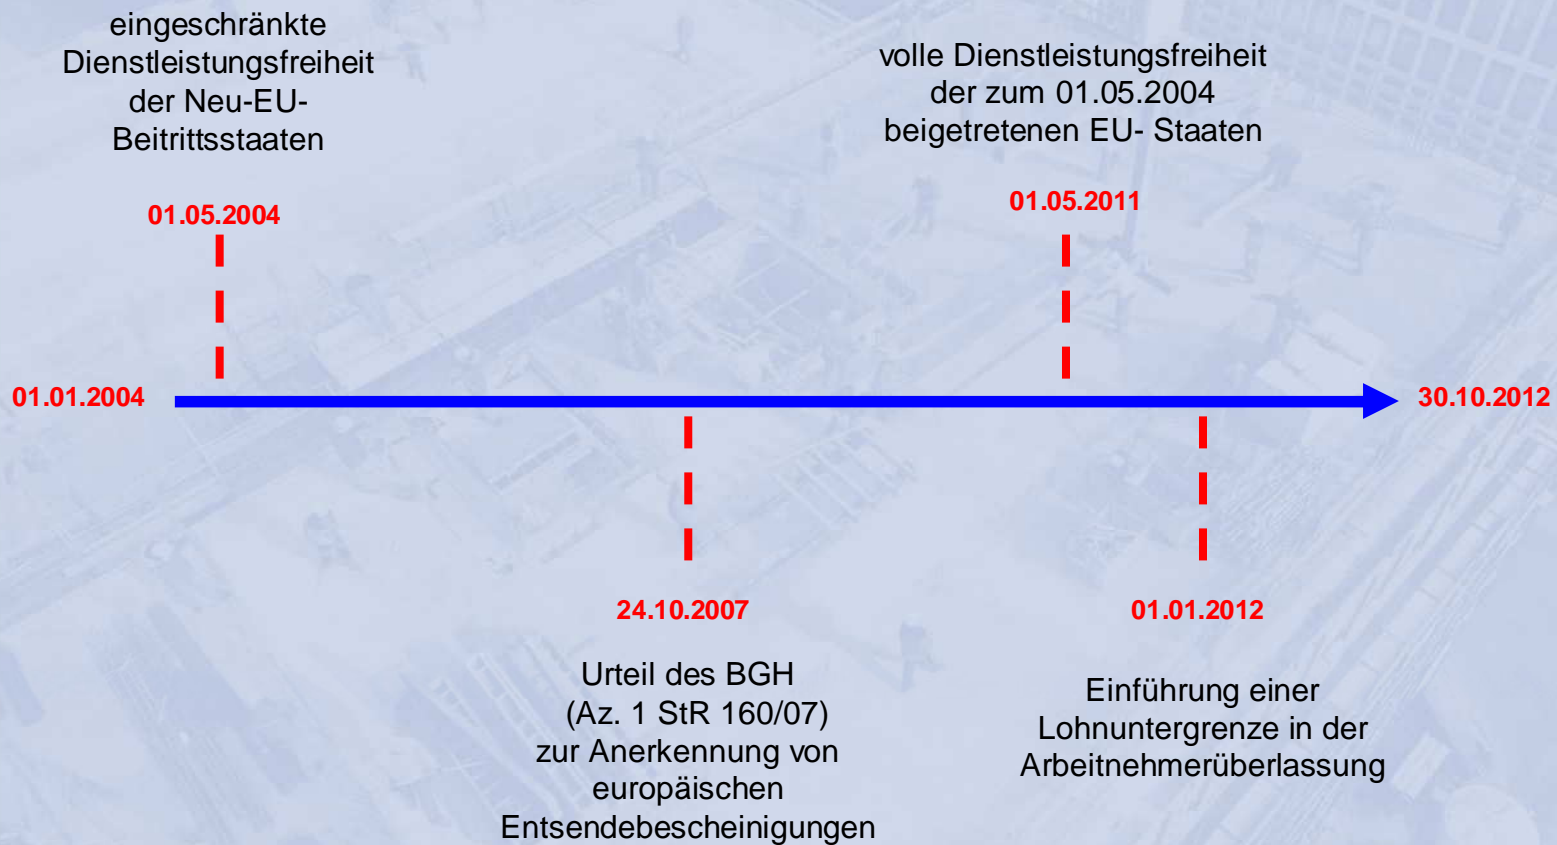 eingeschränkte
Dienstleistungsfreiheit
der Neu-EU-
Beitrittsstaaten
01.05.2004
volle Dienstleistungsfreiheit
der zum 01.05.2004
beigetretenen EU- Staaten
01.05.2011
01.01.2004
30.10.2012
24.10.2007
Urteil des BGH
(Az. 1 StR 160/07)
zur Anerkennung von
europäischen
Entsendebescheinigungen
01.01.2012
Einführung einer
Lohnuntergrenze in der
Arbeitnehmerüberlassung